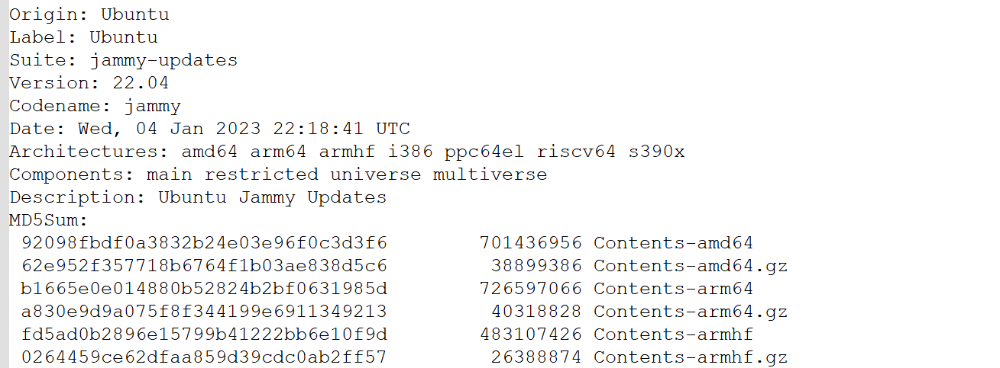 Origin: Ubuntu
Label: Ubuntu
Suite: jammy-updates
Version: 22.04
Codename: jammy
Date: Wed, 04 Jan 2023 22:18:41 UTC
Architectures: amd64 arm64 armhf i386 ppc64el riscv64 s390x
Components: main restricted universe multiverse
Description: Ubuntu Jammy Updates
MD5Sum:
 92098fbdf0a3832b24e03e96f0c3d3f6        701436956 Contents-amd64
 62e952f357718b6764f1b03ae838d5c6         38899386 Contents-amd64.gz
 b1665e0e014880b52824b2bf0631985d        726597066 Contents-arm64
 a830e9d9a075f8f344199e6911349213         40318828 Contents-arm64.gz
 fd5ad0b2896e15799b41222bb6e10f9d        483107426 Contents-armhf
 0264459ce62dfaa859d39cdc0ab2ff57         26388874 Contents-armhf.gz